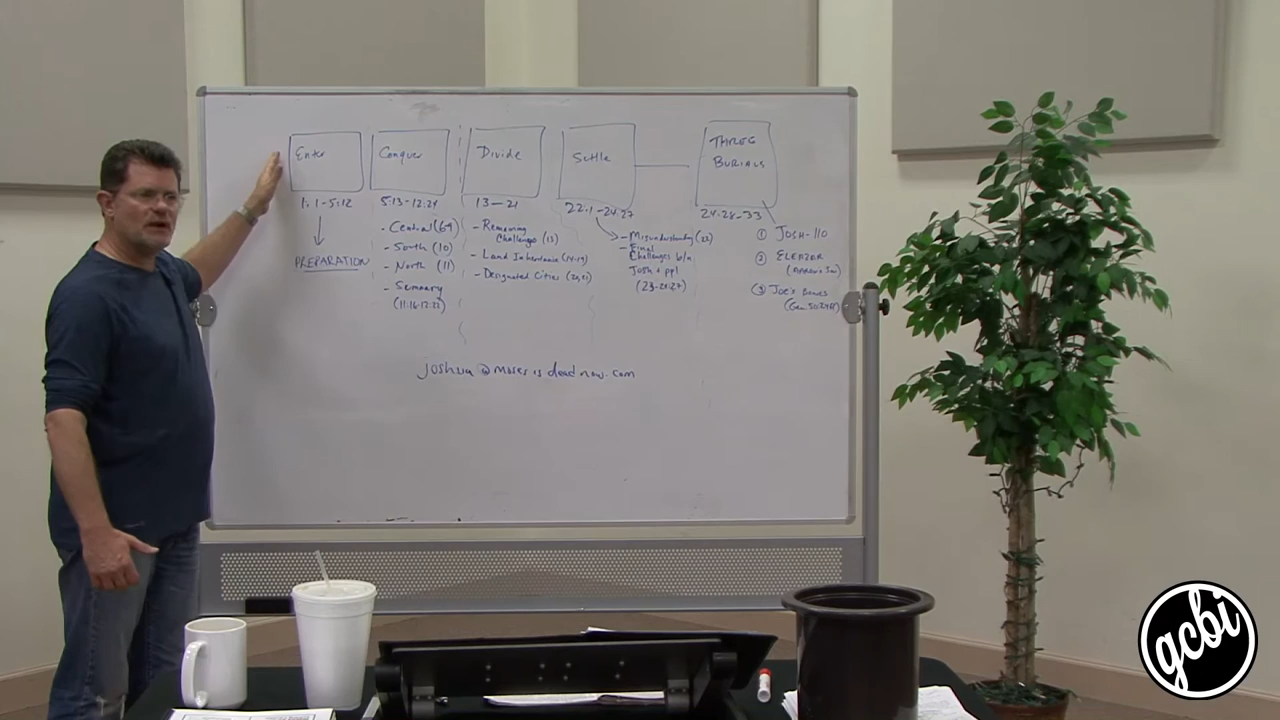 Enter
1:1-5:12
PREPARATION
Conquer
5:13-12:24
- Central (6-9)
- South (10)
- North (11)
- Summary
(11:16-12:22)
Divide
13-21
- Remaining
Challenges (13)
- Land Inheritance (14-19)
- Designated Cities (20,21)
Settle
22:1-24:27
- Misunderstanding (22)
- Final
Challenges b/n
Josh + ppl
(23-24:27)
THREE
BURIALS
24:28-33
① JOSH-110
② ELEAZER
③ JOE'S BONES
joshua@mosesisdeadnow.com
gcbi